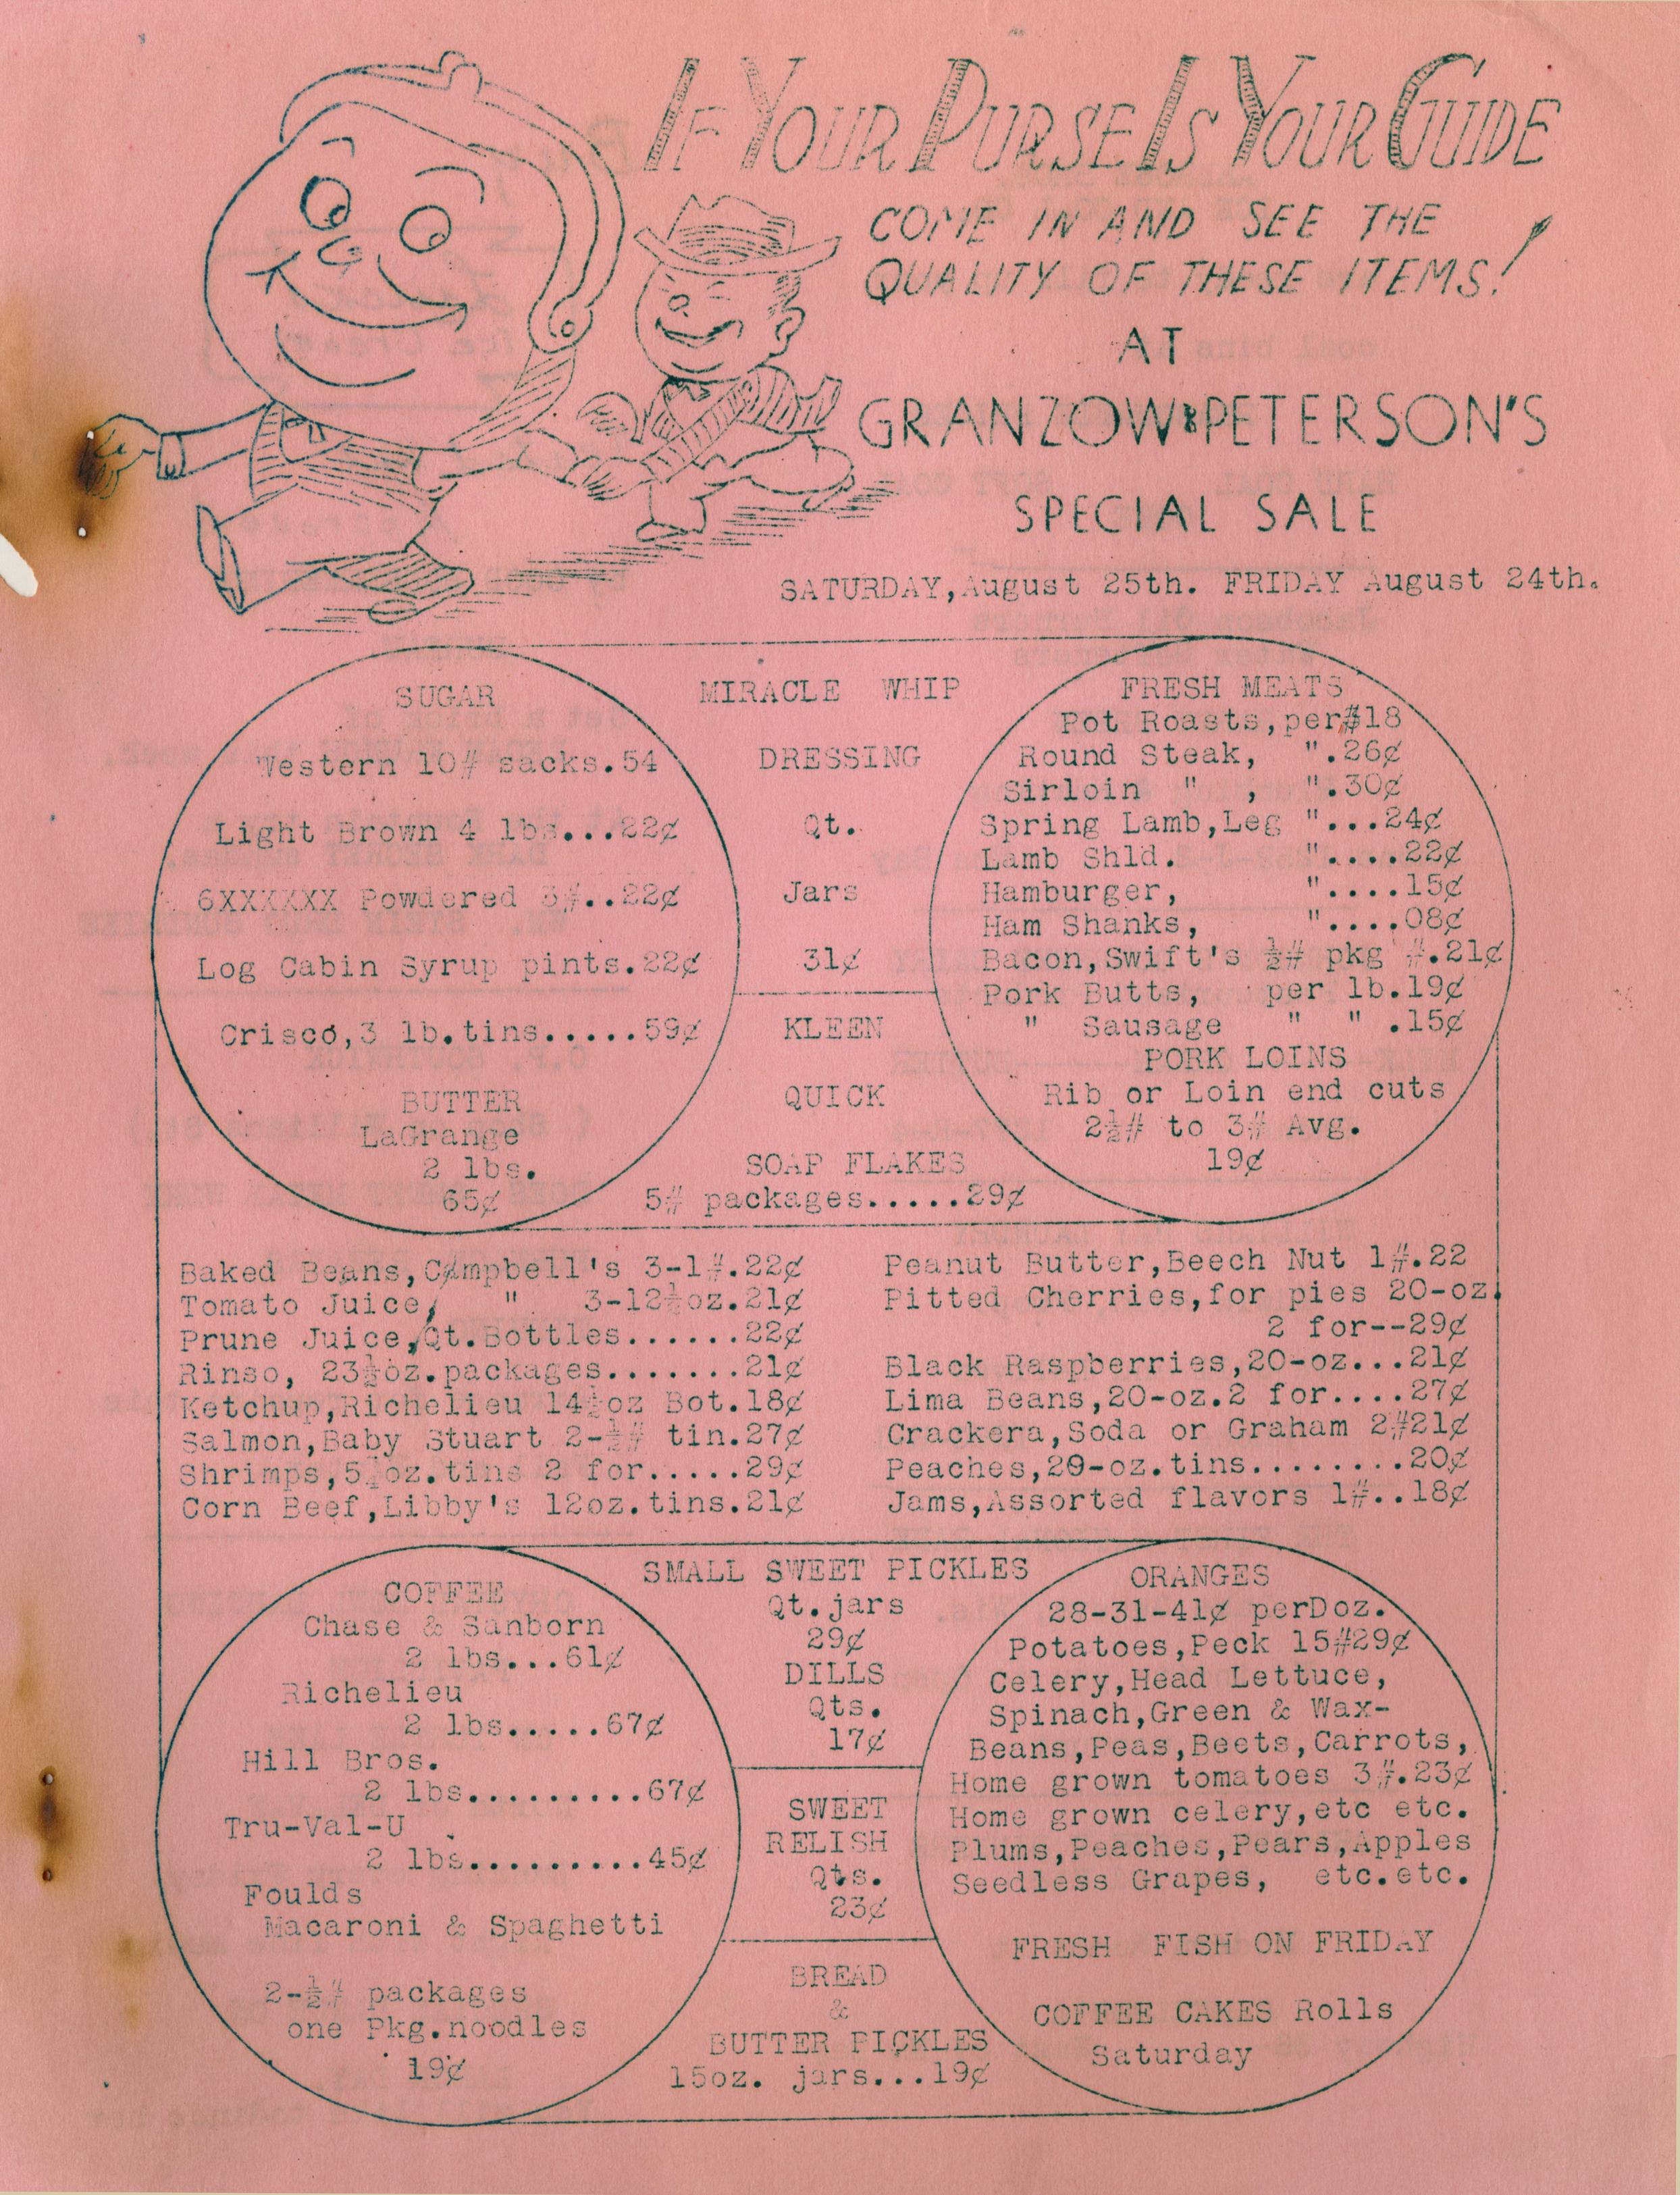 IF YOUR PURSE IS YOUR GUIDE
COME IN AND SEE THE
QUALITY OF THESE ITEMS!
AT
GRANZOW & PETERSON'S
SPECIAL SALE
SATURDAY,August 25th. FRIDAY August 24th.
SUGAR
Western 10# sacks.54
Light Brown 4 lbs...22¢
6XXXXXX Powdered 3#..22¢
Log Cabin Syrup pints.22¢
Crisco,3 lb.tins.....59¢
BUTTER
LaGrange
2 lbs.
65¢
MIRACLE WHIP
DRESSING
Qt.
Jars
31¢
KLEEN
QUICK
SOAP FLAKES
5# packages.....29¢
FRESH MEATS
Pot Roasts,per#18
Round Steak, ".26¢
Sirloin " , ".30¢
Spring Lamb,Leg "...24¢
Lamb Shld. "....22¢
Hamburger, "....15¢
Ham Shanks, "....08¢
Bacon,Swift's ½# pkg #.21¢
Pork Butts, per lb.19¢
" Sausage " " .15¢
PORK LOINS
Rib or Loin end cuts
2½# to 3# Avg.
19¢
Baked Beans,Campbell's 3-1#.22¢
Tomato Juice, " 3-12½oz.21¢
Prune Juice,Qt.Bottles......22¢
Rinso, 23½oz.packages.......21¢
Ketchup,Richelieu 14½oz Bot.18¢
Salmon,Baby Stuart 2-½# tin.27¢
Shrimps, tins 2 for.....29¢
Corn Beef,Libby's 12oz.tins.21¢
Peanut Butter,Beech Nut 1#.22
Pitted Cherries,for pies 20-oz.
2 for--29¢
Black Raspberries,20-oz...21¢
Lima Beans,20-oz.2 for....27¢
Crackera,Soda or Graham 2#21¢
Peaches,20-oz.tins........20¢
Jams,Assorted flavors 1#..18¢
COFFEE
Chase & Sanborn
2 lbs...61¢
Richelieu
2 lbs.....67¢
Hill Bros.
2 lbs.........67¢
Tru-Val-U
2 lbs.........45¢
Foulds
Macaroni & Spaghetti
2-½# packages
one Pkg.noodles
19¢
SMALL SWEET PICKLES
Qt.jars
29¢
DILLS
Qts.
17¢
SWEET
RELISH
Qts.
23¢
BREAD
&
BUTTER PICKLES
15oz. jars...19¢
ORANGES
28-31-41¢ perDoz.
Potatoes,Peck 15#29¢
Celery,Head Lettuce,
Spinach,Green & Wax-
Beans,Peas,Beets,Carrots,
Home grown tomatoes 3#.23¢
Home grown celery,etc etc.
Plums,Peaches,Pears,Apples
Seedless Grapes, etc.etc.
FRESH FISH ON FRIDAY
COFFEE CAKES Rolls
Saturday